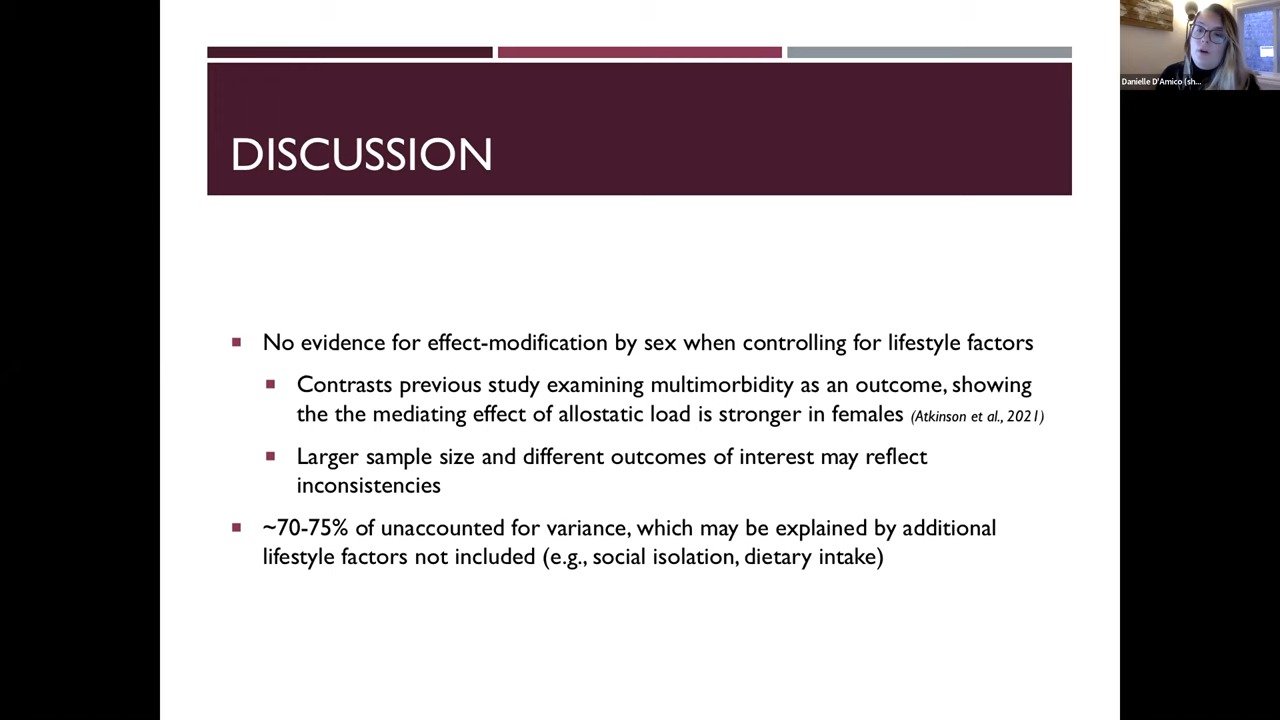 Danielle D'Amico (sh...
DISCUSSION
No evidence for effect-modification by sex when controlling for lifestyle factors
Contrasts previous study examining multimorbidity as an outcome, showing
the the mediating effect of allostatic load is stronger in females (Atkinson et al., 2021)
Larger sample size and different outcomes of interest may reflect
inconsistencies
~70-75% of unaccounted for variance, which may be explained by additional
lifestyle factors not included (e.g., social isolation, dietary intake)